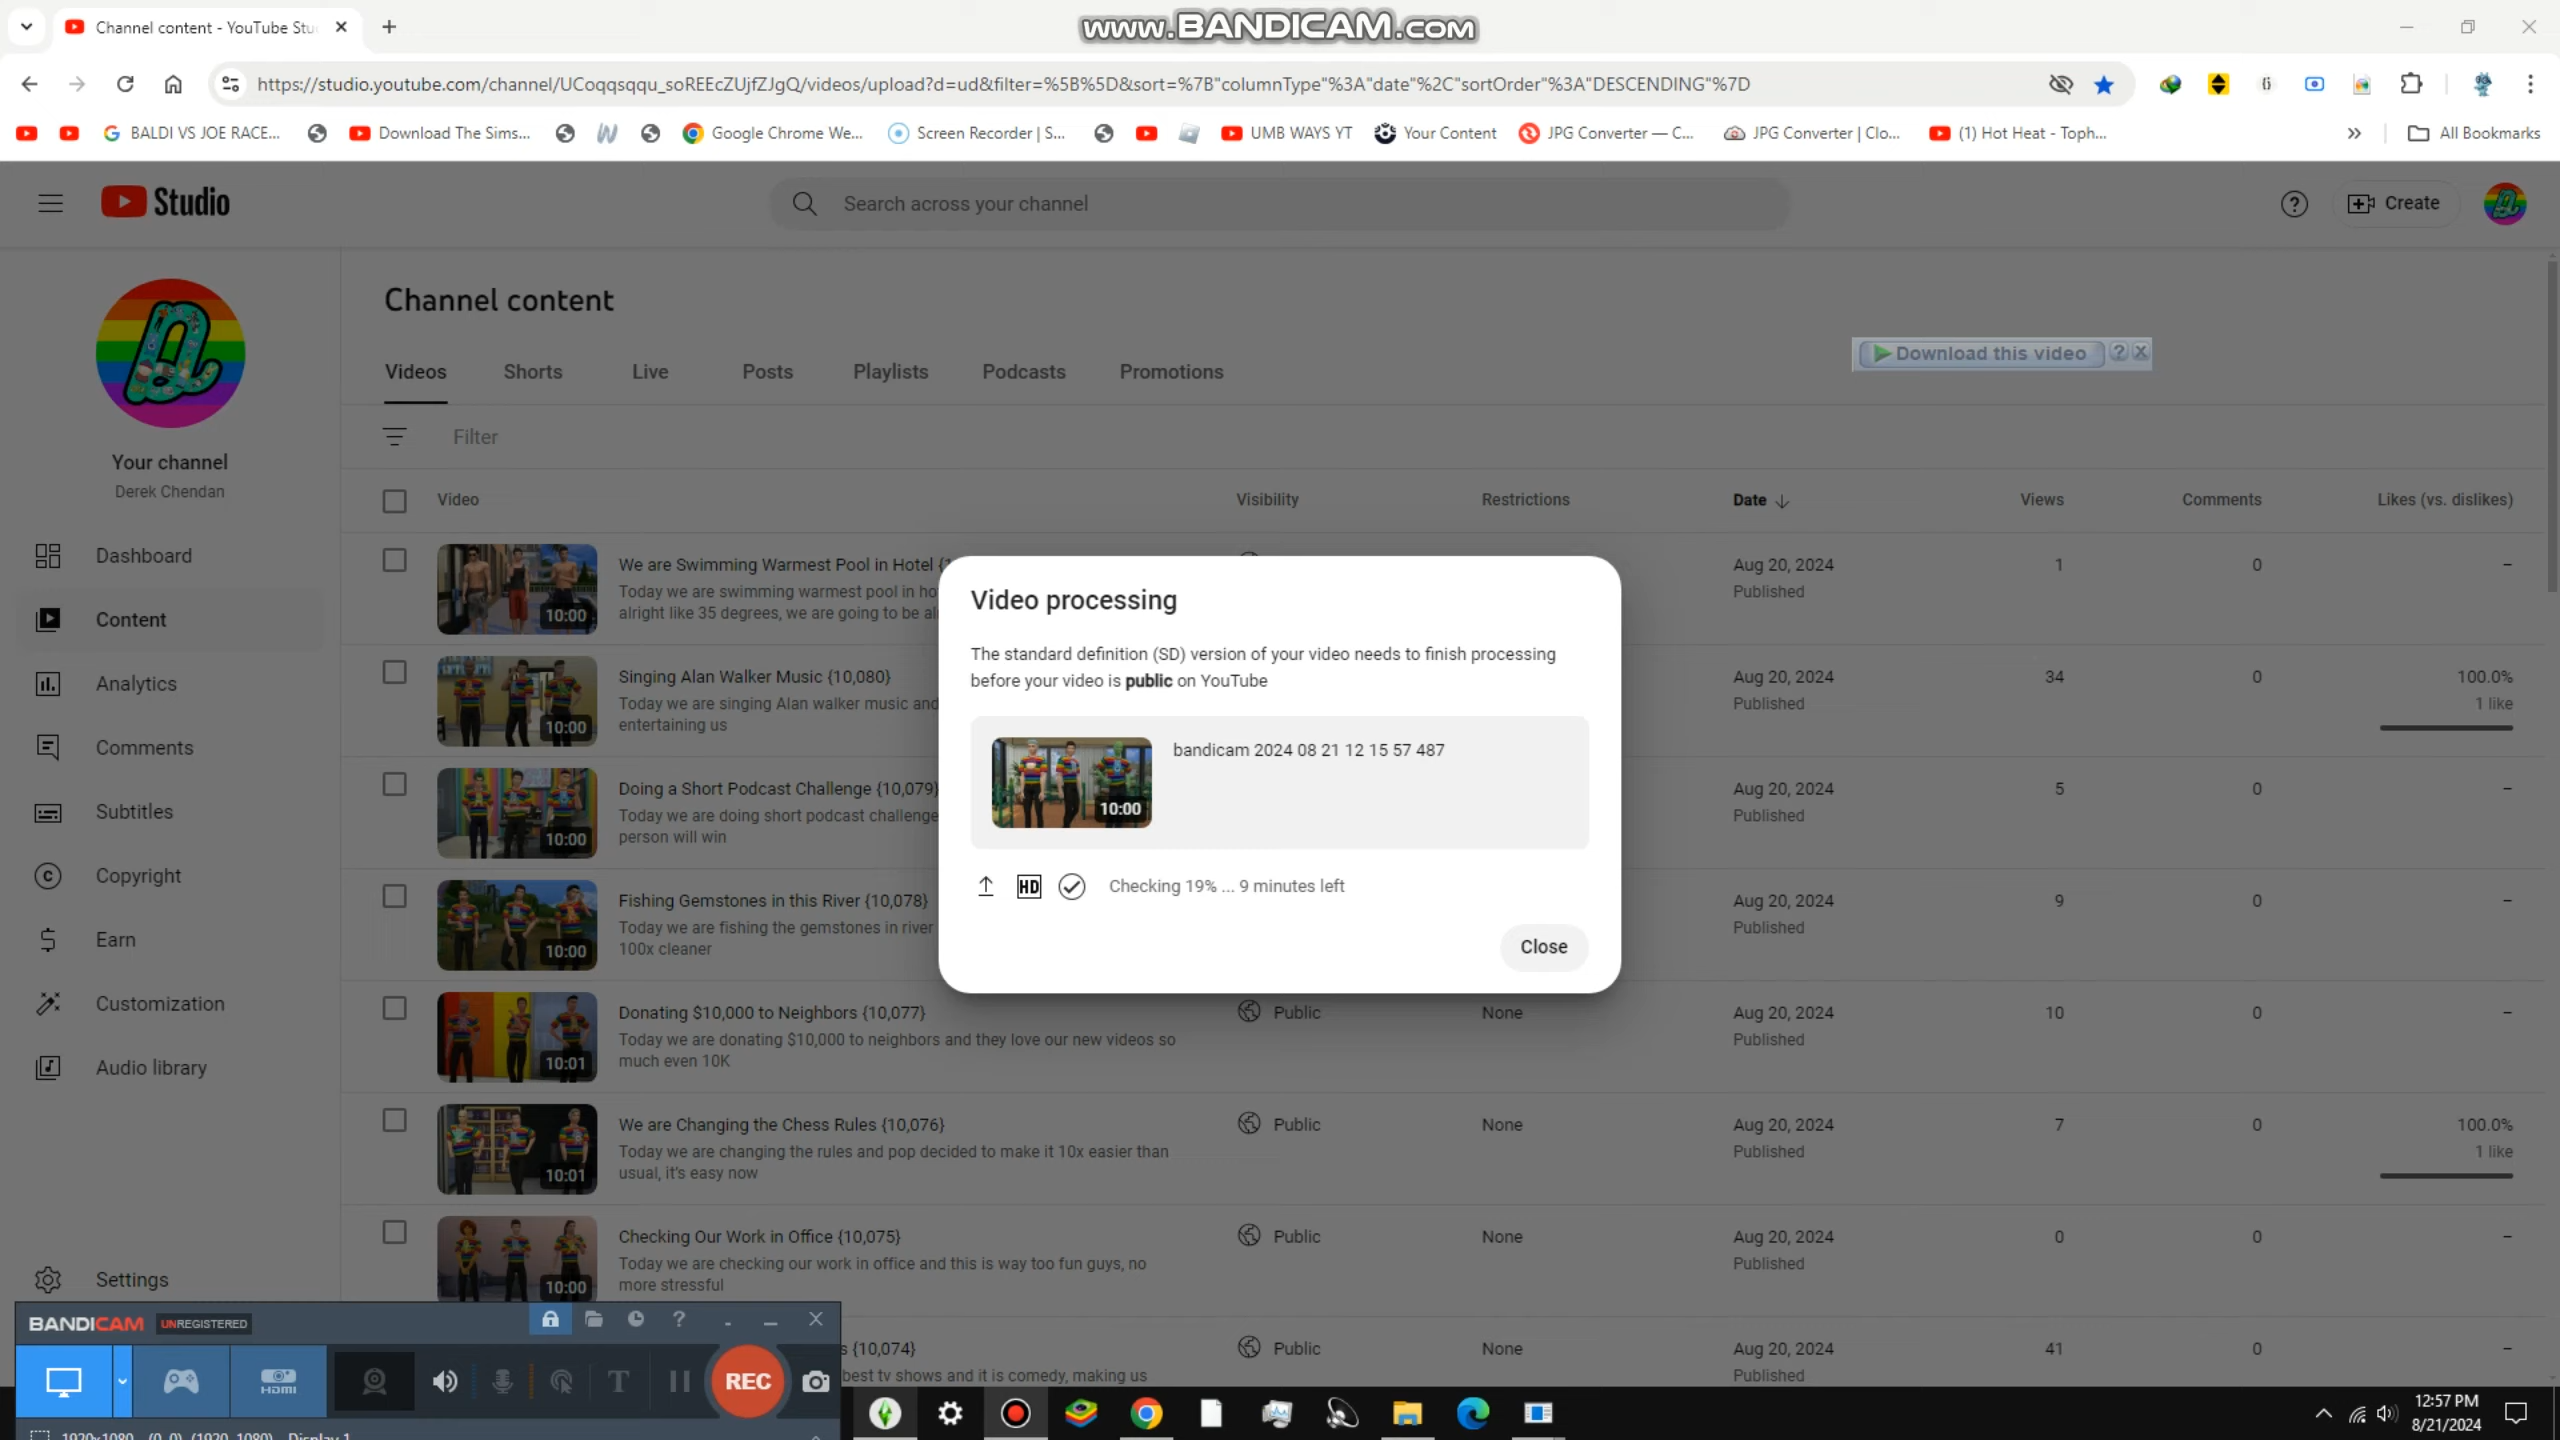 Channel content - YouTube Stu
www.BANDICAM.com
https://studio.youtube.com/channel/UCoqqsqqu_soREEcZUjfZJgQ/videos/upload?d=ud&filter=%5B%5D&sort=%7B"columnType"%3A"date"%2C"sortOrder"%3A"DESCENDING"%7D
BALDI VS JOE RACE...
Download The Sims...
Google Chrome We...
Screen Recorder | S...
UMB WAYS YT
Your Content
JPG Converter — C...
JPG Converter | Clo...
(1) Hot Heat - Toph...
All Bookmarks
Studio
Search across your channel
Create
Channel content
Download this video
Videos Shorts Live Posts Playlists Podcasts Promotions
Filter
Your channel
Derek Chendan
Dashboard
Content
Analytics
Comments
Subtitles
Copyright
Earn
Customization
Audio library
Settings
Video Visibility Restrictions Date Views Comments Likes (vs. dislikes)
We are Swimming Warmest Pool in Hotel
Today we are swimming warmest pool in ho
alright like 35 degrees, we are going to be al
10:00
Aug 20, 2024 1 0 –
Published
Singing Alan Walker Music {10,080}
Today we are singing Alan walker music and
entertaining us
10:00
Aug 20, 2024 34 0 100.0%
Published 1 like
Doing a Short Podcast Challenge {10,079}
Today we are doing short podcast challenge
person will win
10:00
Aug 20, 2024 5 0 –
Published
Fishing Gemstones in this River {10,078}
Today we are fishing the gemstones in river
100x cleaner
10:00
Aug 20, 2024 9 0 –
Published
Donating $10,000 to Neighbors {10,077}
Today we are donating $10,000 to neighbors and they love our new videos so
much even 10K
10:01
Public None Aug 20, 2024 10 0 –
Published
We are Changing the Chess Rules {10,076}
Today we are changing the rules and pop decided to make it 10x easier than
usual, it's easy now
10:01
Public None Aug 20, 2024 7 0 100.0%
Published 1 like
Checking Our Work in Office {10,075}
Today we are checking our work in office and this is way too fun guys, no
more stressful
10:00
Public None Aug 20, 2024 0 0 –
Published
s {10,074}
best tv shows and it is comedy, making us
Public None Aug 20, 2024 41 0 –
Published
Video processing
The standard definition (SD) version of your video needs to finish processing
before your video is public on YouTube
bandicam 2024 08 21 12 15 57 487
10:00
HD
Checking 19% ... 9 minutes left
Close
BANDICAM UNREGISTERED
HDMI
REC
1920x1080 (0, 0), (1920, 1080) Display 1
12:57 PM
8/21/2024